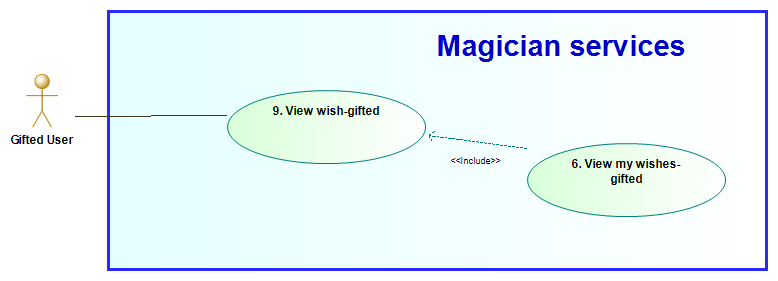 Magician services
9. View wish-gifted
Gifted User
<<Include>>
6. View my wishes-
gifted